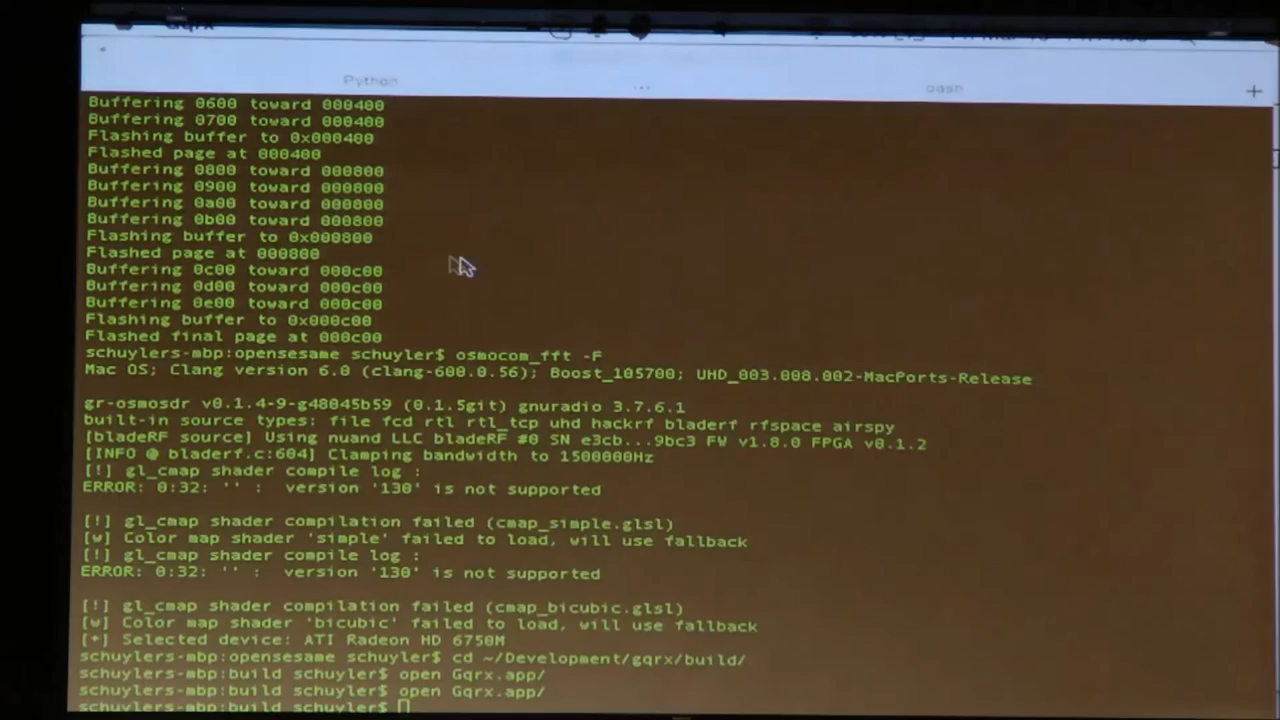 Gqrx
Python
bash
Buffering 0600 toward 000400
Buffering 0700 toward 000400
Flashing buffer to 0x000400
Flashed page at 000400
Buffering 0800 toward 000800
Buffering 0900 toward 000800
Buffering 0a00 toward 000800
Buffering 0b00 toward 000800
Flashing buffer to 0x000800
Flashed page at 000800
Buffering 0c00 toward 000c00
Buffering 0d00 toward 000c00
Buffering 0e00 toward 000c00
Flashing buffer to 0x000c00
Flashed final page at 000c00
schuylers-mbp:opensesame schuyler$ osmocom_fft -F
Mac OS; Clang version 6.0 (clang-600.0.56); Boost_105700; UHD_003.008.002-MacPorts-Release
gr-osmosdr v0.1.4-9-g48045b59 (0.1.5git) gnuradio 3.7.6.1
built-in source types: file fcd rtl rtl_tcp uhd hackrf bladerf rfspace airspy
[bladeRF source] Using nuand LLC bladeRF #0 SN e3cb...9bc3 FW v1.8.0 FPGA v0.1.2
[INFO @ bladerf.c:604] Clamping bandwidth to 1500000Hz
[!] gl_cmap shader compile log :
ERROR: 0:32: '' :  version '130' is not supported
[!] gl_cmap shader compilation failed (cmap_simple.glsl)
[w] Color map shader 'simple' failed to load, will use fallback
[!] gl_cmap shader compile log :
ERROR: 0:32: '' :  version '130' is not supported
[!] gl_cmap shader compilation failed (cmap_bicubic.glsl)
[w] Color map shader 'bicubic' failed to load, will use fallback
[+] Selected device: ATI Radeon HD 6750M
schuylers-mbp:opensesame schuyler$ cd ~/Development/gqrx/build/
schuylers-mbp:build schuyler$ open Gqrx.app/
schuylers-mbp:build schuyler$ open Gqrx.app/
schuylers-mbp:build schuyler$